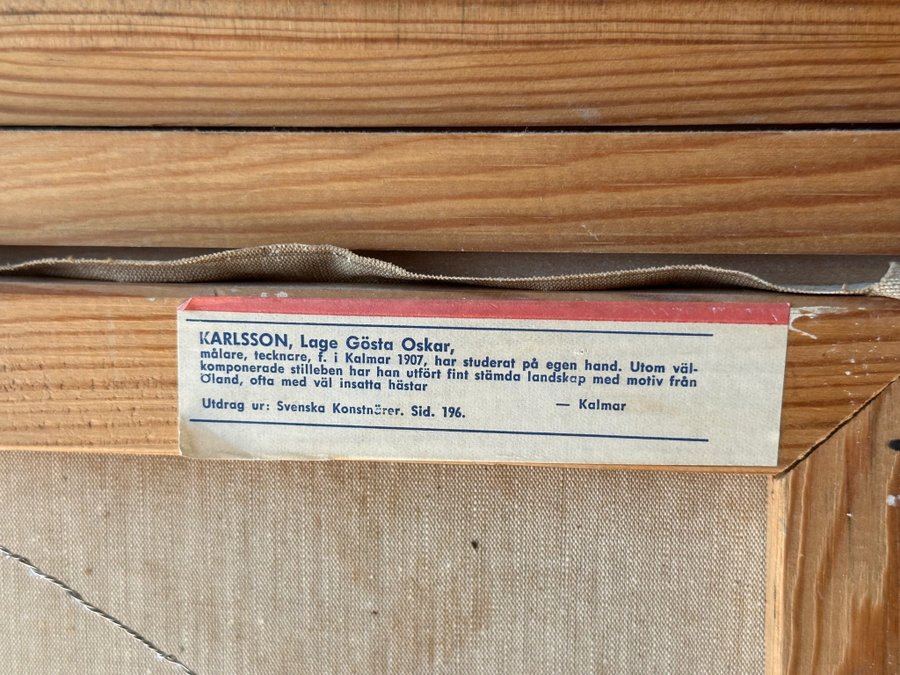 KARLSSON, Lage Gösta Oskar,
målare, tecknare, f. i Kalmar 1907, har studerat på egen hand. Utom väl-
komponerade stilleben har han utfört fint stämda landskap med motiv från
Öland, ofta med väl insatta hästar
Utdrag ur: Svenska Konstnärer. Sid. 196. — Kalmar